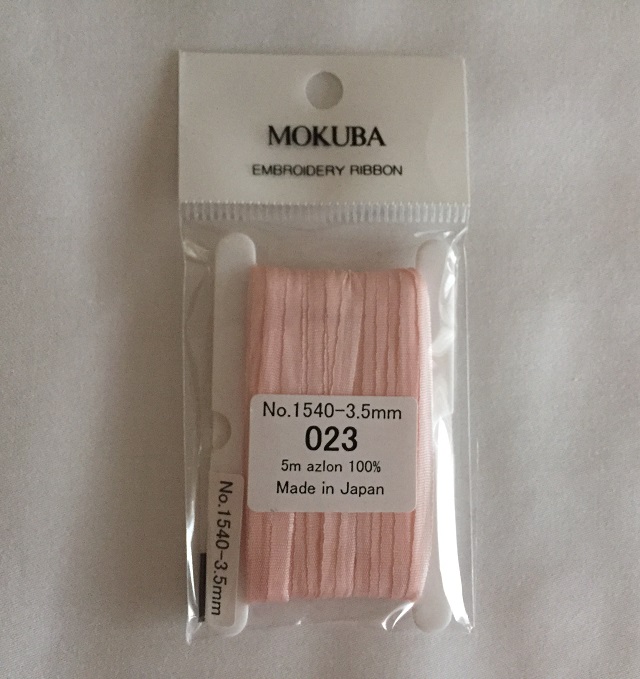 MOKUBA
EMBROIDERY RIBBON
No.1540-3.5mm
023
5m azlon 100%
Made in Japan
No.1540-3.5mm